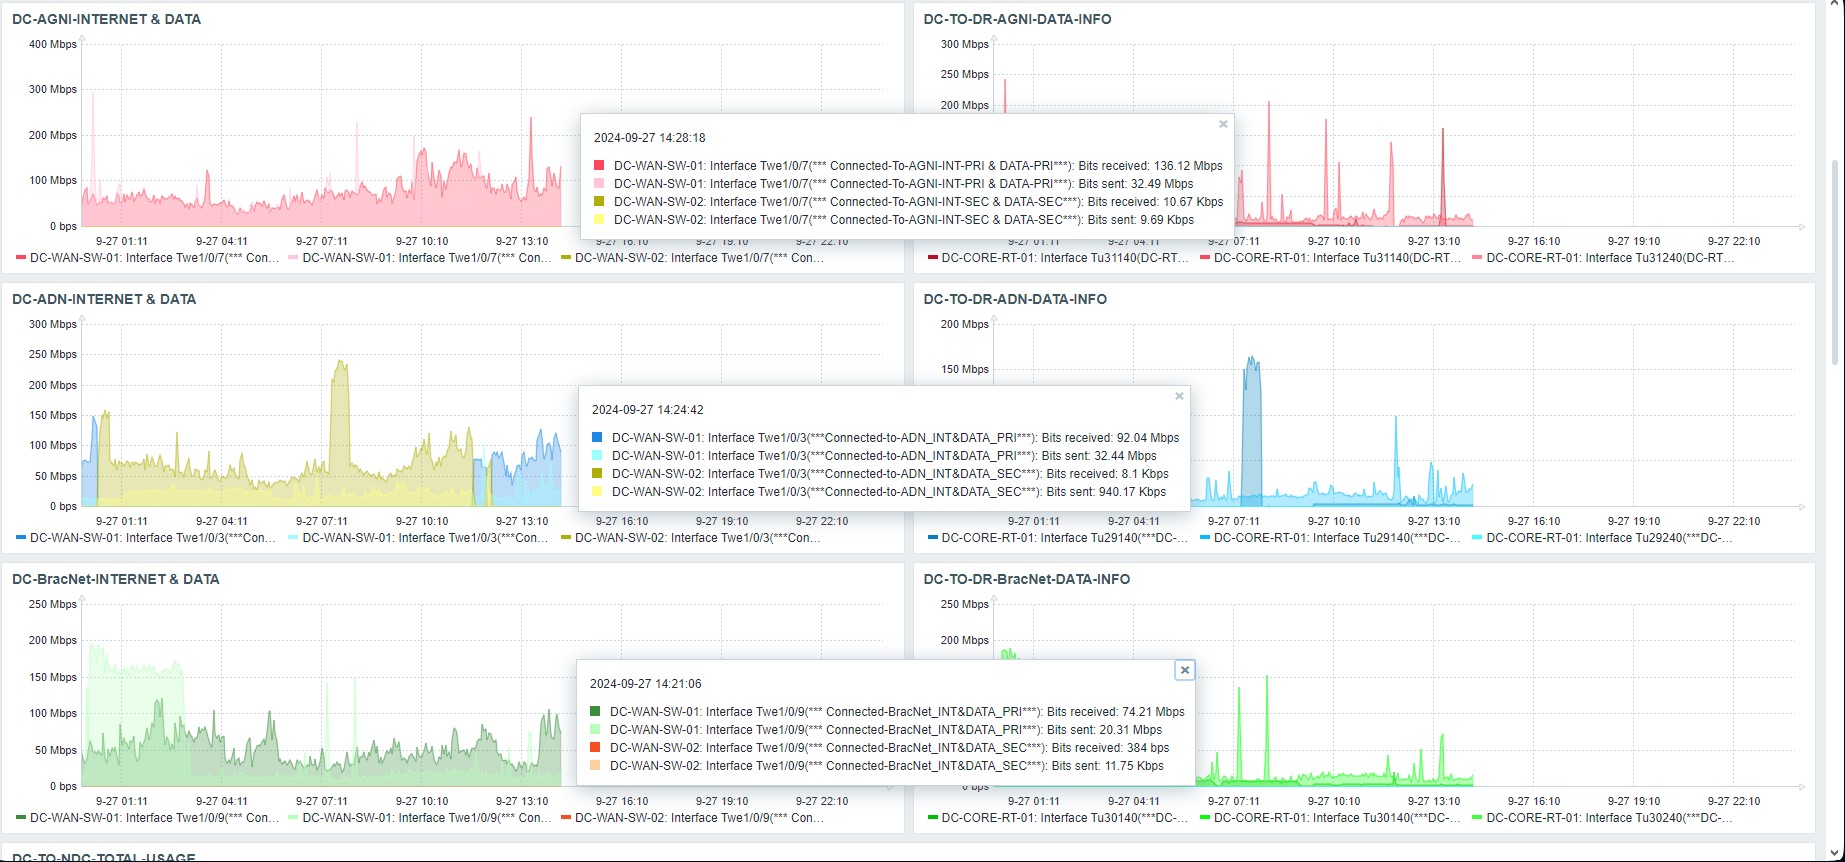 DC-AGNI-INTERNET & DATA
400 Mbps
300 Mbps
200 Mbps
100 Mbps
0 bps
9-27 01:11 9-27 04:11 9-27 07:11 9-27 10:10 9-27 13:10 9-27 16:10 9-27 19:10 9-27 22:10
DC-WAN-SW-01: Interface Twe1/0/7(*** Con... DC-WAN-SW-01: Interface Twe1/0/7(*** Con... DC-WAN-SW-02: Interface Twe1/0/7(*** Con...
DC-TO-DR-AGNI-DATA-INFO
300 Mbps
250 Mbps
200 Mbps
9-27 01:11 9-27 04:11 9-27 07:11 9-27 10:10 9-27 13:10 9-27 16:10 9-27 19:10 9-27 22:10
DC-CORE-RT-01: Interface Tu31140(DC-RT... DC-CORE-RT-01: Interface Tu31140(DC-RT... DC-CORE-RT-01: Interface Tu31240(DC-RT...
2024-09-27 14:28:18
DC-WAN-SW-01: Interface Twe1/0/7(*** Connected-To-AGNI-INT-PRI & DATA-PRI***): Bits received: 136.12 Mbps
DC-WAN-SW-01: Interface Twe1/0/7(*** Connected-To-AGNI-INT-PRI & DATA-PRI***): Bits sent: 32.49 Mbps
DC-WAN-SW-02: Interface Twe1/0/7(*** Connected-To-AGNI-INT-SEC & DATA-SEC***): Bits received: 10.67 Kbps
DC-WAN-SW-02: Interface Twe1/0/7(*** Connected-To-AGNI-INT-SEC & DATA-SEC***): Bits sent: 9.69 Kbps
DC-ADN-INTERNET & DATA
300 Mbps
250 Mbps
200 Mbps
150 Mbps
100 Mbps
50 Mbps
0 bps
9-27 01:11 9-27 04:11 9-27 07:11 9-27 10:10 9-27 13:10 9-27 16:10 9-27 19:10 9-27 22:10
DC-WAN-SW-01: Interface Twe1/0/3(***Con... DC-WAN-SW-01: Interface Twe1/0/3(***Con... DC-WAN-SW-02: Interface Twe1/0/3(***Con...
DC-TO-DR-ADN-DATA-INFO
200 Mbps
150 Mbps
9-27 01:11 9-27 04:11 9-27 07:11 9-27 10:10 9-27 13:10 9-27 16:10 9-27 19:10 9-27 22:10
DC-CORE-RT-01: Interface Tu29140(***DC-... DC-CORE-RT-01: Interface Tu29140(***DC-... DC-CORE-RT-01: Interface Tu29240(***DC-...
2024-09-27 14:24:42
DC-WAN-SW-01: Interface Twe1/0/3(***Connected-to-ADN_INT&DATA_PRI***): Bits received: 92.04 Mbps
DC-WAN-SW-01: Interface Twe1/0/3(***Connected-to-ADN_INT&DATA_PRI***): Bits sent: 32.44 Mbps
DC-WAN-SW-02: Interface Twe1/0/3(***Connected-to-ADN_INT&DATA_SEC***): Bits received: 8.1 Kbps
DC-WAN-SW-02: Interface Twe1/0/3(***Connected-to-ADN_INT&DATA_SEC***): Bits sent: 940.17 Kbps
DC-BracNet-INTERNET & DATA
250 Mbps
200 Mbps
150 Mbps
100 Mbps
50 Mbps
0 bps
9-27 01:11 9-27 04:11 9-27 07:11 9-27 10:10 9-27 13:10 9-27 16:10 9-27 19:10 9-27 22:10
DC-WAN-SW-01: Interface Twe1/0/9(*** Con... DC-WAN-SW-01: Interface Twe1/0/9(*** Con... DC-WAN-SW-02: Interface Twe1/0/9(*** Con...
DC-TO-DR-BracNet-DATA-INFO
250 Mbps
200 Mbps
0 bps
9-27 01:11 9-27 04:11 9-27 07:11 9-27 10:10 9-27 13:10 9-27 16:10 9-27 19:10 9-27 22:10
DC-CORE-RT-01: Interface Tu30140(***DC-... DC-CORE-RT-01: Interface Tu30140(***DC-... DC-CORE-RT-01: Interface Tu30240(***DC-...
2024-09-27 14:21:06
DC-WAN-SW-01: Interface Twe1/0/9(*** Connected-BracNet_INT&DATA_PRI***): Bits received: 74.21 Mbps
DC-WAN-SW-01: Interface Twe1/0/9(*** Connected-BracNet_INT&DATA_PRI***): Bits sent: 20.31 Mbps
DC-WAN-SW-02: Interface Twe1/0/9(*** Connected-BracNet_INT&DATA_SEC***): Bits received: 384 bps
DC-WAN-SW-02: Interface Twe1/0/9(*** Connected-BracNet_INT&DATA_SEC***): Bits sent: 11.75 Kbps
DC-TO-NDC-TOTAL-USAGE